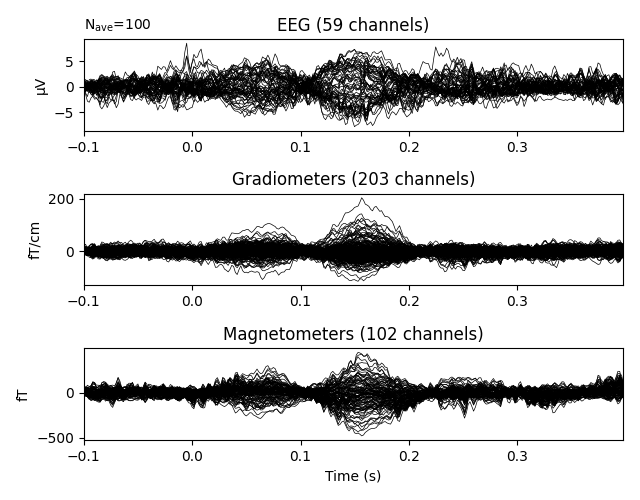 Nave=100
EEG (59 channels)
5
0
−5
µV
−0.1 0.0 0.1 0.2 0.3
Gradiometers (203 channels)
200
0
fT/cm
−0.1 0.0 0.1 0.2 0.3
Magnetometers (102 channels)
0
−500
fT
−0.1 0.0 0.1 0.2 0.3
Time (s)